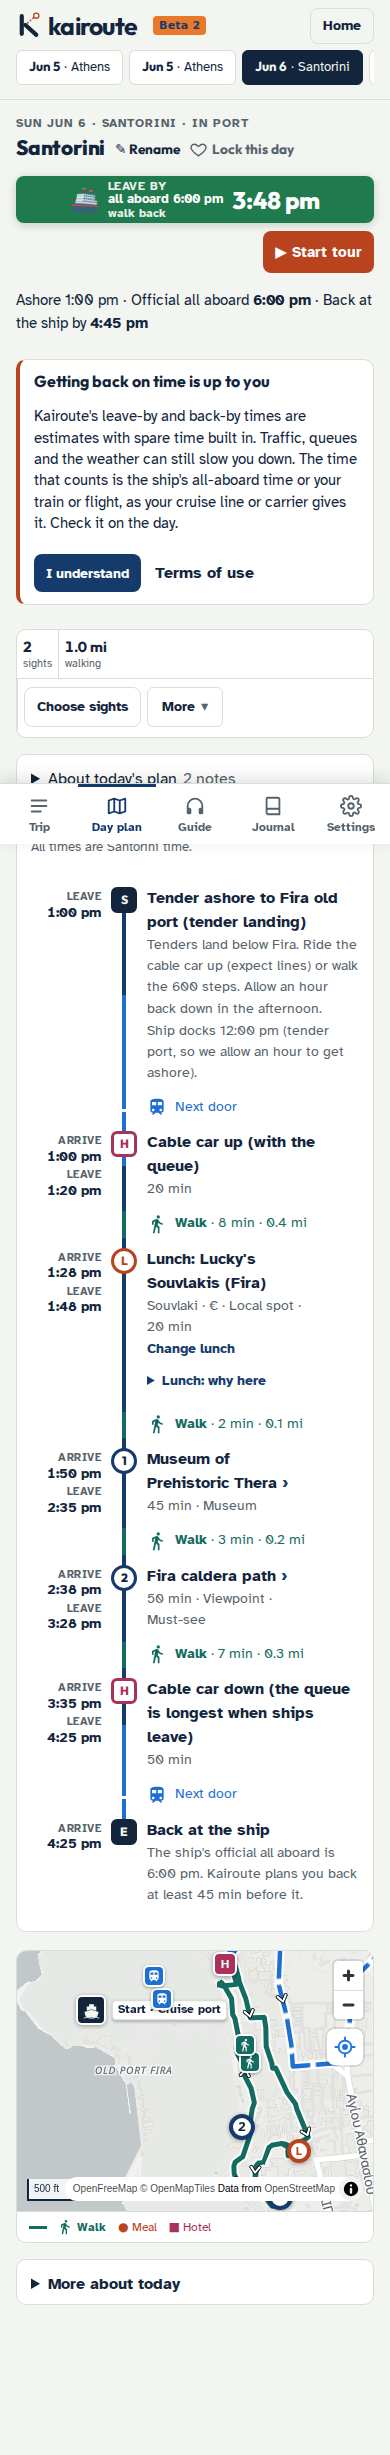 kairoute Beta 2 Home
Jun 5 · Athens Jun 5 · Athens Jun 6 · Santorini
SUN JUN 6 · SANTORINI · IN PORT
Santorini ✎ Rename Lock this day
LEAVE BY
all aboard 6:00 pm
walk back
3:48 pm
▶ Start tour
Ashore 1:00 pm · Official all aboard 6:00 pm · Back at
the ship by 4:45 pm
Getting back on time is up to you
Kairoute's leave-by and back-by times are
estimates with spare time built in. Traffic, queues
and the weather can still slow you down. The time
that counts is the ship's all-aboard time or your
train or flight, as your cruise line or carrier gives
it. Check it on the day.
I understand Terms of use
2 1.0 mi
sights walking
Choose sights More ▾
▶ About today's plan 2 notes
Trip Day plan Guide Journal Settings
All times are Santorini time.
LEAVE
1:00 pm
S
Tender ashore to Fira old
port (tender landing)
Tenders land below Fira. Ride the
cable car up (expect lines) or walk
the 600 steps. Allow an hour
back down in the afternoon.
Ship docks 12:00 pm (tender
port, so we allow an hour to get
ashore).
Next door
ARRIVE
1:00 pm
LEAVE
1:20 pm
H
Cable car up (with the
queue)
20 min
Walk · 8 min · 0.4 mi
ARRIVE
1:28 pm
LEAVE
1:48 pm
L
Lunch: Lucky's
Souvlakis (Fira)
Souvlaki · € · Local spot ·
20 min
Change lunch
▶ Lunch: why here
Walk · 2 min · 0.1 mi
ARRIVE
1:50 pm
LEAVE
2:35 pm
1
Museum of
Prehistoric Thera ›
45 min · Museum
Walk · 3 min · 0.2 mi
ARRIVE
2:38 pm
LEAVE
3:28 pm
2
Fira caldera path ›
50 min · Viewpoint ·
Must-see
Walk · 7 min · 0.3 mi
ARRIVE
3:35 pm
LEAVE
4:25 pm
H
Cable car down (the queue
is longest when ships
leave)
50 min
Next door
ARRIVE
4:25 pm
E
Back at the ship
The ship's official all aboard is
6:00 pm. Kairoute plans you back
at least 45 min before it.
H
+
−
Start · Cruise port
OLD PORT FIRA
2
L
Αγίου Αθανασίου
500 ft OpenFreeMap © OpenMapTiles Data from OpenStreetMap
Walk Meal Hotel
▶ More about today